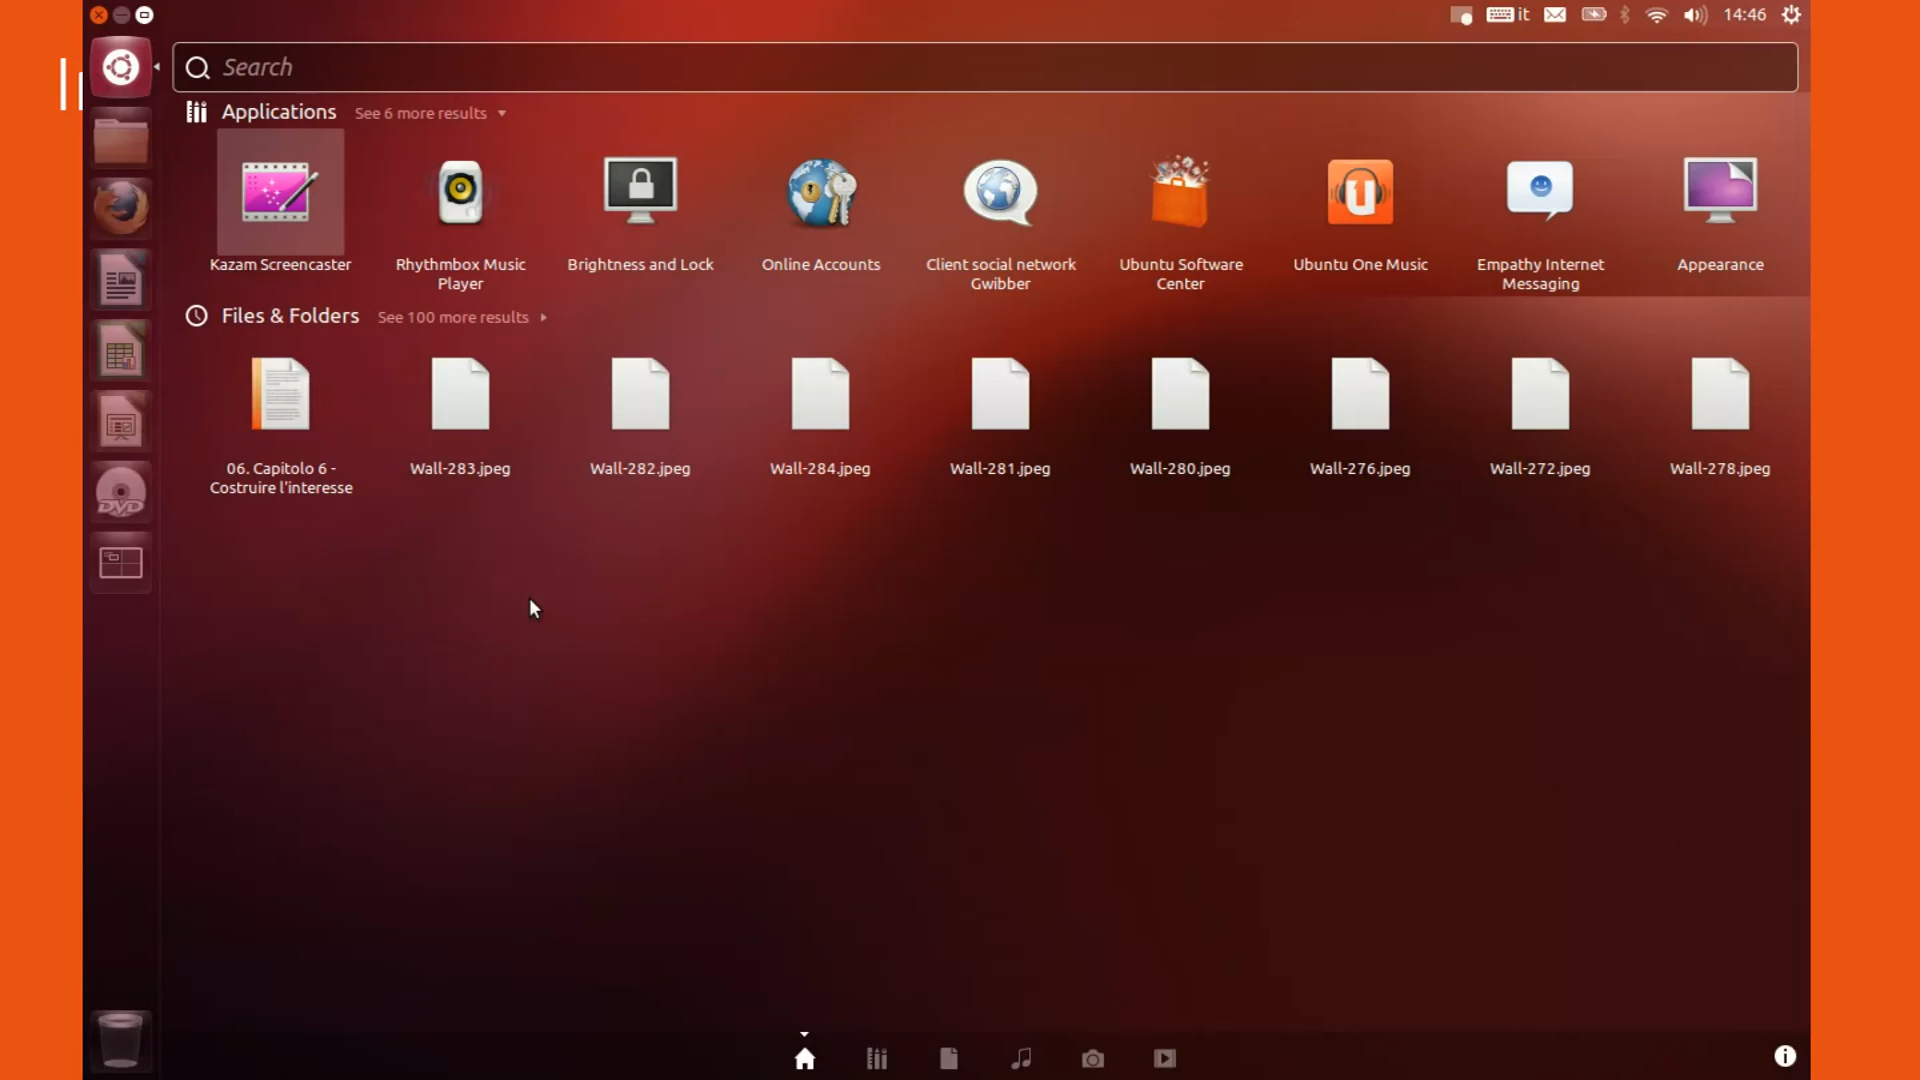 it 14:46
Search
Applications See 6 more results
Kazam Screencaster
Rhythmbox Music
Player
Brightness and Lock
Online Accounts
Client social network
Gwibber
Ubuntu Software
Center
Ubuntu One Music
Empathy Internet
Messaging
Appearance
Files & Folders See 100 more results
06. Capitolo 6 -
Costruire l'interesse
Wall-283.jpeg
Wall-282.jpeg
Wall-284.jpeg
Wall-281.jpeg
Wall-280.jpeg
Wall-276.jpeg
Wall-272.jpeg
Wall-278.jpeg
DVD